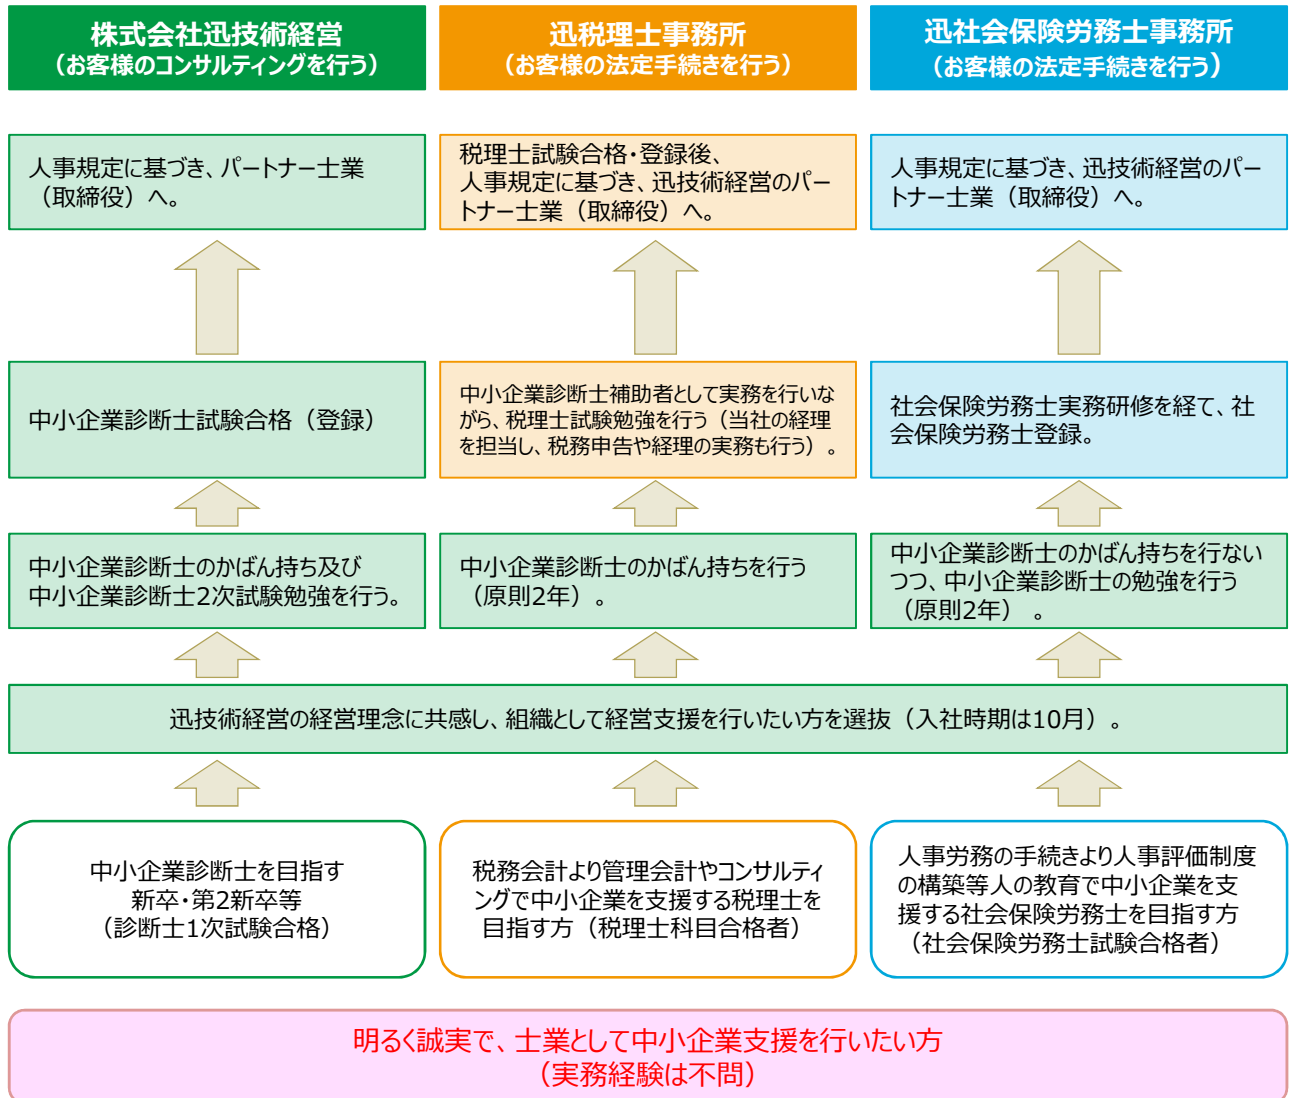 株式会社迅技術経営
（お客様のコンサルティングを行う）
迅税理士事務所
（お客様の法定手続きを行う）
迅社会保険労務士事務所
（お客様の法定手続きを行う）
人事規定に基づき、パートナー士業
（取締役）へ。
税理士試験合格・登録後、
人事規定に基づき、迅技術経営のパー
トナー士業（取締役）へ。
人事規定に基づき、迅技術経営のパー
トナー士業（取締役）へ。
中小企業診断士試験合格（登録）
中小企業診断士補助者として実務を行いな
がら、税理士試験勉強を行う（当社の経理
を担当し、税務申告や経理の実務も行う）。
社会保険労務士実務研修を経て、社
会保険労務士登録。
中小企業診断士のかばん持ち及び
中小企業診断士2次試験勉強を行う。
中小企業診断士のかばん持ちを行う
（原則2年）。
中小企業診断士のかばん持ちを行ない
つつ、中小企業診断士の勉強を行う
（原則2年）。
迅技術経営の経営理念に共感し、組織として経営支援を行いたい方を選抜（入社時期は10月）。
中小企業診断士を目指す
新卒・第2新卒等
（診断士1次試験合格）
税務会計より管理会計やコンサルティ
ングで中小企業を支援する税理士を
目指す方（税理士科目合格者）
人事労務の手続きより人事評価制度
の構築等人の教育で中小企業を支
援する社会保険労務士を目指す方
（社会保険労務士試験合格者）
明るく誠実で、士業として中小企業支援を行いたい方
（実務経験は不問）